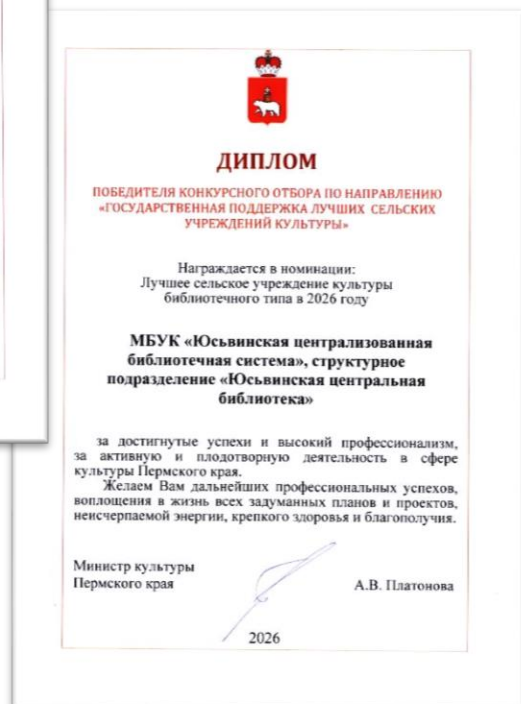 ДИПЛОМ
ПОБЕДИТЕЛЯ КОНКУРСНОГО ОТБОРА ПО НАПРАВЛЕНИЮ
«ГОСУДАРСТВЕННАЯ ПОДДЕРЖКА ЛУЧШИХ СЕЛЬСКИХ
УЧРЕЖДЕНИЙ КУЛЬТУРЫ»
Награждается в номинации:
Лучшее сельское учреждение культуры
библиотечного типа в 2026 году
МБУК «Юсьвинская централизованная
библиотечная система», структурное
подразделение «Юсьвинская центральная
библиотека»
за достигнутые успехи и высокий профессионализм,
за активную и плодотворную деятельность в сфере
культуры Пермского края.
Желаем Вам дальнейших профессиональных успехов,
воплощения в жизнь всех задуманных планов и проектов,
неисчерпаемой энергии, крепкого здоровья и благополучия.
Министр культуры
Пермского края
А.В. Платонова
2026